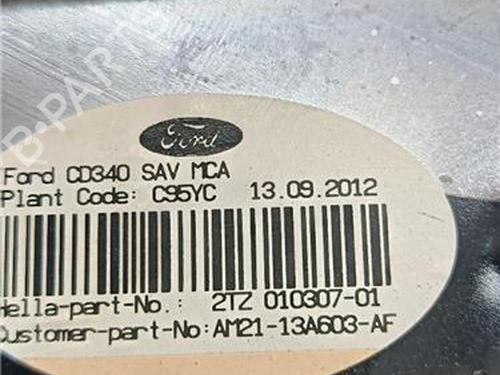 B-PARTS
Ford
Ford CD340 SAV MCA
Plant Code: C95YC 13.09.2012
Hella-part-No.: 2TZ 010307-01
Customer-part-No: AM21-13A603-AF